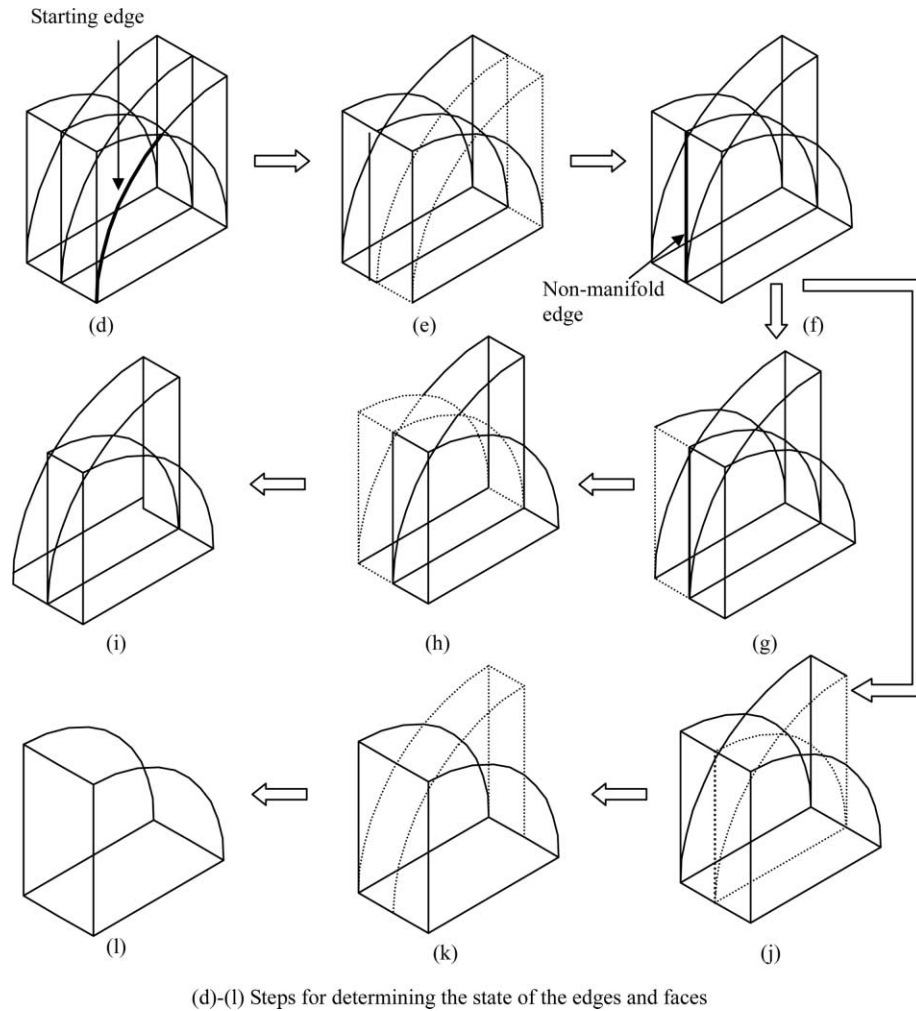 Starting edge
(d)
(e)
Non-manifold
edge
(f)
(i)
(h)
(g)
(l)
(k)
(j)
(d)-(l) Steps for determining the state of the edges and faces